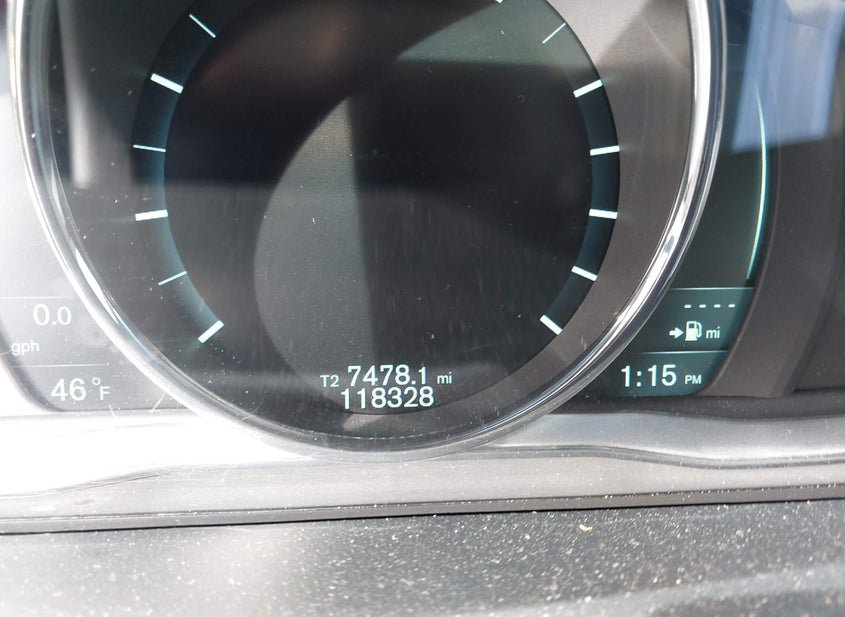 0.0
gph
46°F
T2 7478.1 mi
118328
---- 
mi
1:15 PM